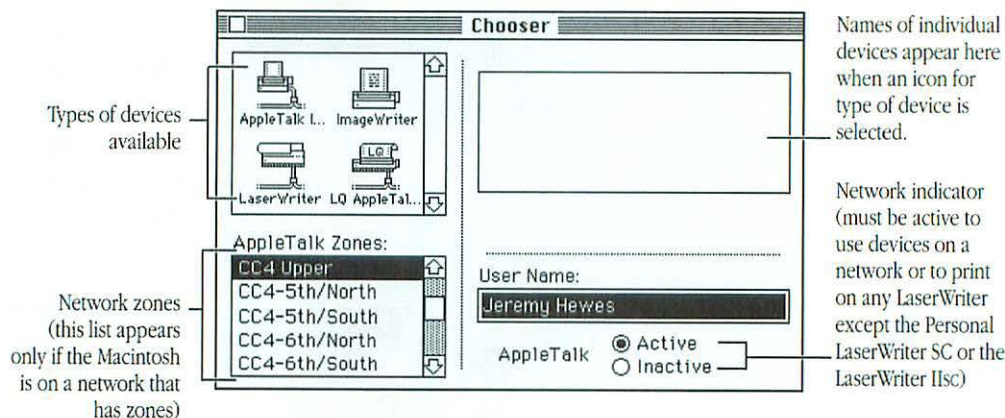 Chooser
AppleTalk I...
ImageWriter
LaserWriter
LQ
LQ AppleTal...
AppleTalk Zones:
CC4 Upper
CC4-5th/North
CC4-5th/South
CC4-6th/North
CC4-6th/South
User Name:
Jeremy Hewes
AppleTalk
Active
Inactive
Types of devices
available
Network zones
(this list appears
only if the Macintosh
is on a network that
has zones)
Names of individual
devices appear here
when an icon for
type of device is
selected.
Network indicator
(must be active to
use devices on a
network or to print
on any LaserWriter
except the Personal
LaserWriter SC or the
LaserWriter IISC)